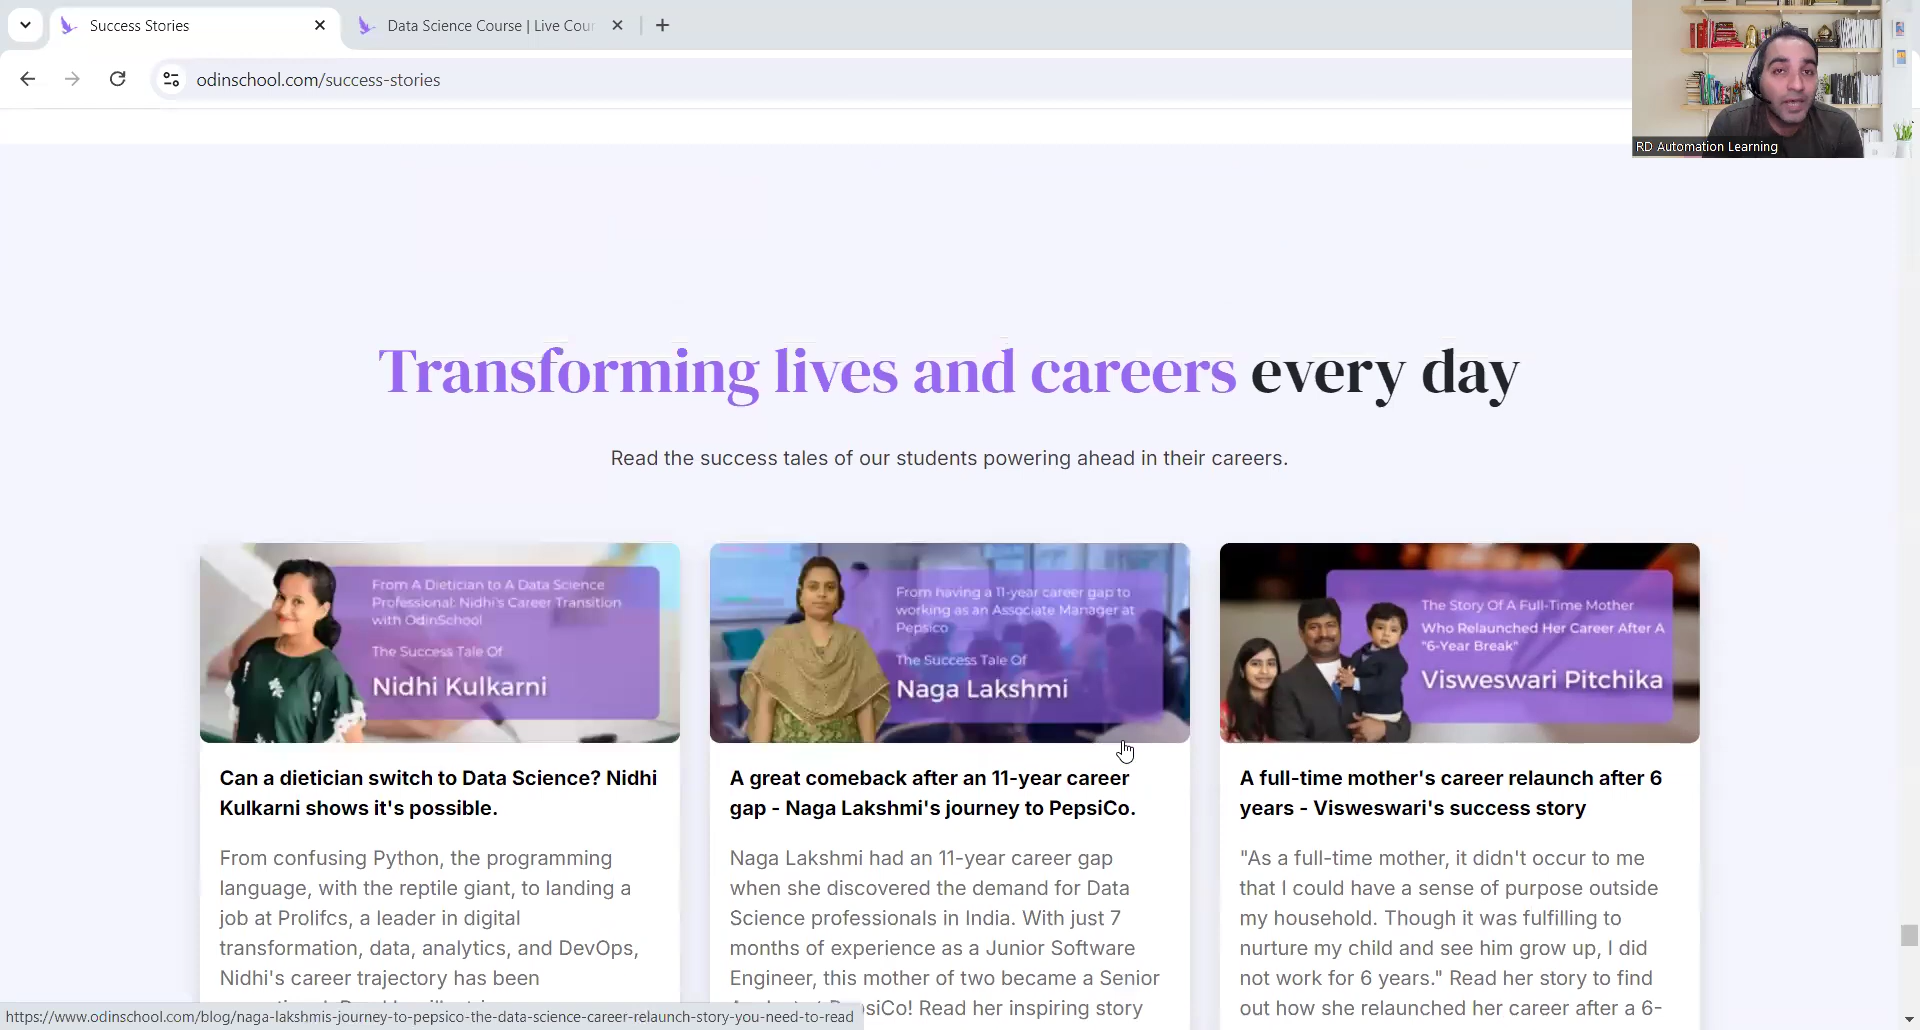 Success Stories
Data Science Course | Live Cour
odinschool.com/success-stories
RD Automation Learning
Transforming lives and careers every day
Read the success tales of our students powering ahead in their careers.
From A Dietician to A Data Science
Professional: Nidhi's Career Transition
with OdinSchool
The Success Tale Of
Nidhi Kulkarni
From having a 11-year career gap to
working as an Associate Manager at
Pepsico
The Success Tale Of
Naga Lakshmi
The Story Of A Full-Time Mother
Who Relaunched Her Career After A
"6-Year Break"
Visweswari Pitchika
Can a dietician switch to Data Science? Nidhi
Kulkarni shows it's possible.
From confusing Python, the programming
language, with the reptile giant, to landing a
job at Prolifcs, a leader in digital
transformation, data, analytics, and DevOps,
Nidhi's career trajectory has been
A great comeback after an 11-year career
gap - Naga Lakshmi's journey to PepsiCo.
Naga Lakshmi had an 11-year career gap
when she discovered the demand for Data
Science professionals in India. With just 7
months of experience as a Junior Software
Engineer, this mother of two became a Senior
psiCo! Read her inspiring story
A full-time mother's career relaunch after 6
years - Visweswari's success story
"As a full-time mother, it didn't occur to me
that I could have a sense of purpose outside
my household. Though it was fulfilling to
nurture my child and see him grow up, I did
not work for 6 years." Read her story to find
out how she relaunched her career after a 6-
https://www.odinschool.com/blog/naga-lakshmis-journey-to-pepsico-the-data-science-career-relaunch-story-you-need-to-read